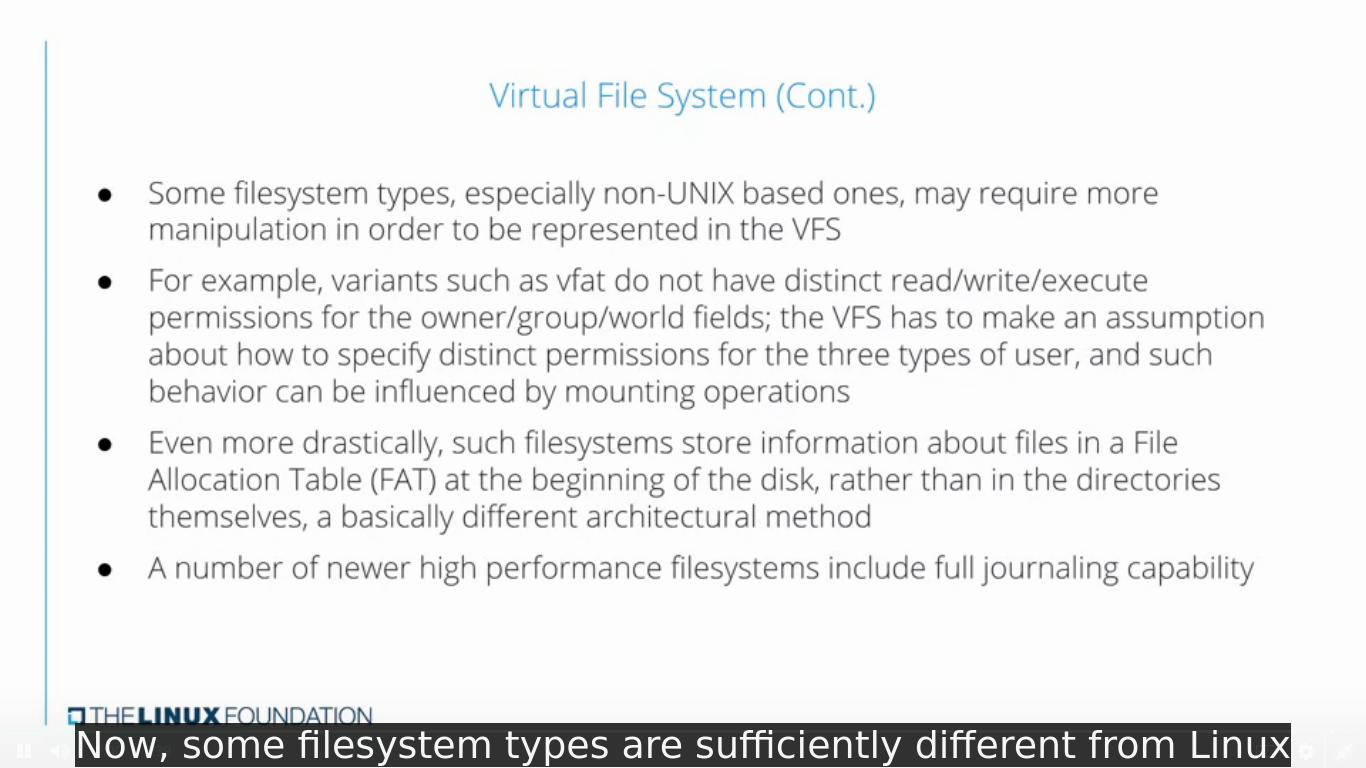 Virtual File System (Cont.)
● Some filesystem types, especially non-UNIX based ones, may require more
manipulation in order to be represented in the VFS
● For example, variants such as vfat do not have distinct read/write/execute
permissions for the owner/group/world fields; the VFS has to make an assumption
about how to specify distinct permissions for the three types of user, and such
behavior can be influenced by mounting operations
● Even more drastically, such filesystems store information about files in a File
Allocation Table (FAT) at the beginning of the disk, rather than in the directories
themselves, a basically different architectural method
● A number of newer high performance filesystems include full journaling capability
THE LINUX FOUNDATION
Now, some filesystem types are sufficiently different from Linux